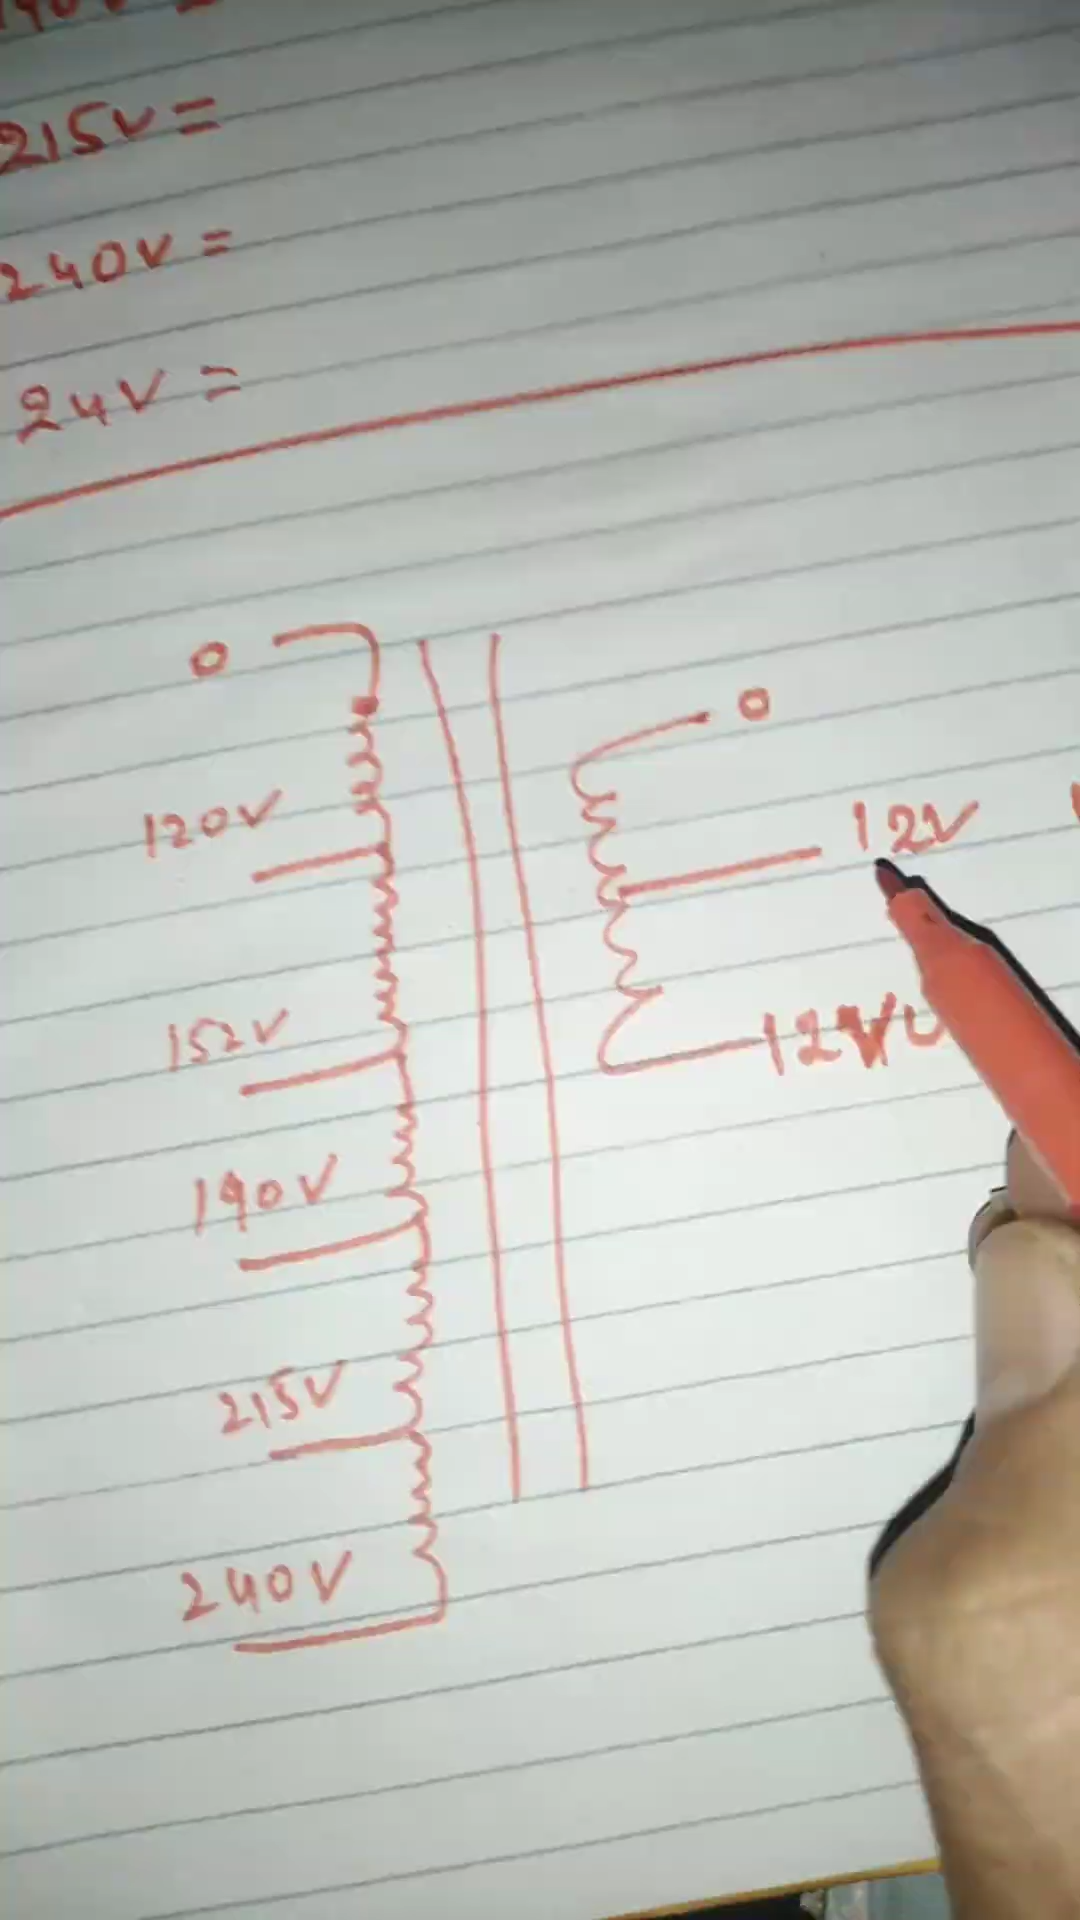 215V =
240V =
24V =
0
0
120V
12V
152V
12V
190V
215V
240V